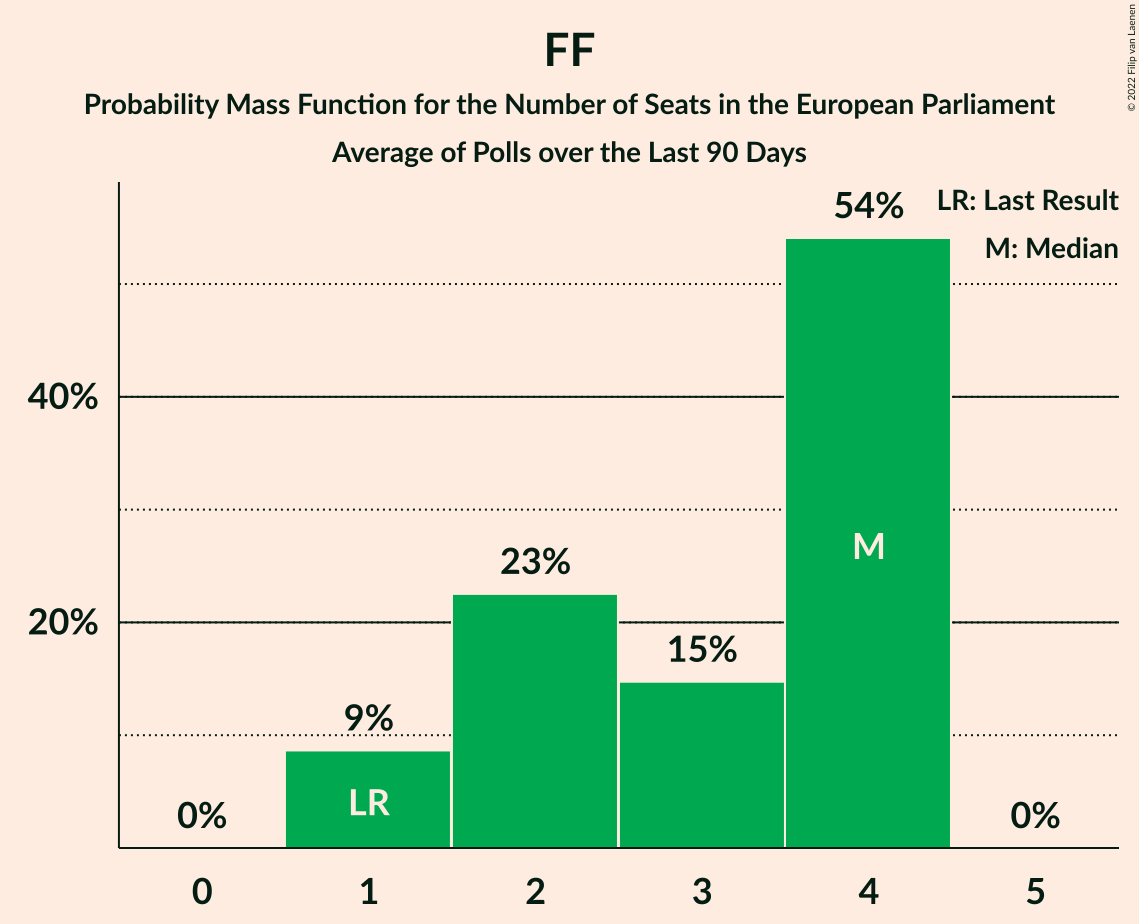 FF
Probability Mass Function for the Number of Seats in the European Parliament
Average of Polls over the Last 90 Days
© 2022 Filip van Laenen
LR: Last Result
M: Median
54%
40%
M
23%
20%
15%
9%
LR
0%
0%
0 1 2 3 4 5